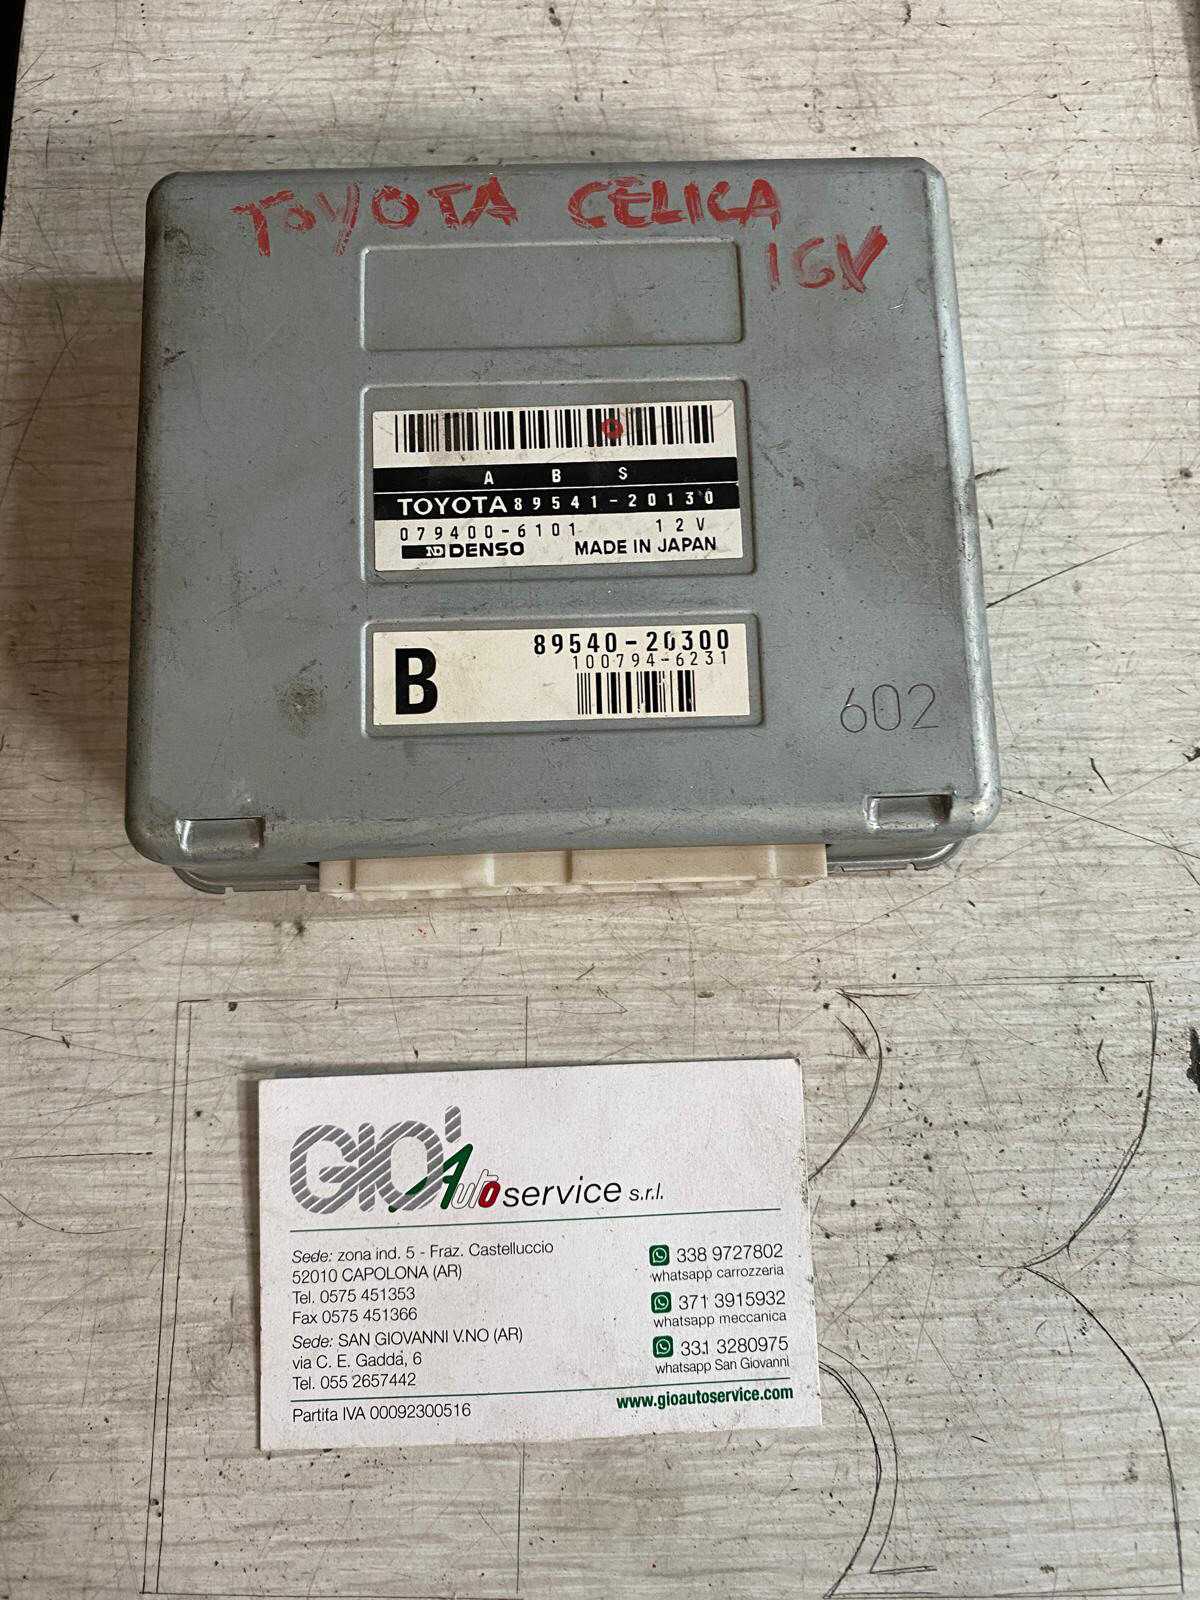 TOYOTA CELICA
16V
A B S
TOYOTA 89541-20130
079400-6101 12V
ND DENSO MADE IN JAPAN
B
89540-20300
100794-6231
602
GIO' Autoservice s.r.l.
Sede: zona ind. 5 - Fraz. Castelluccio
52010 CAPOLONA (AR)
Tel. 0575 451353
Fax 0575 451366
Sede: SAN GIOVANNI V.NO (AR)
via C. E. Gadda, 6
Tel. 055 2657442
Partita IVA 00092300516
338 9727802
whatsapp carrozzeria
371 3915932
whatsapp meccanica
331 3280975
whatsapp San Giovanni
www.gioautoservice.com